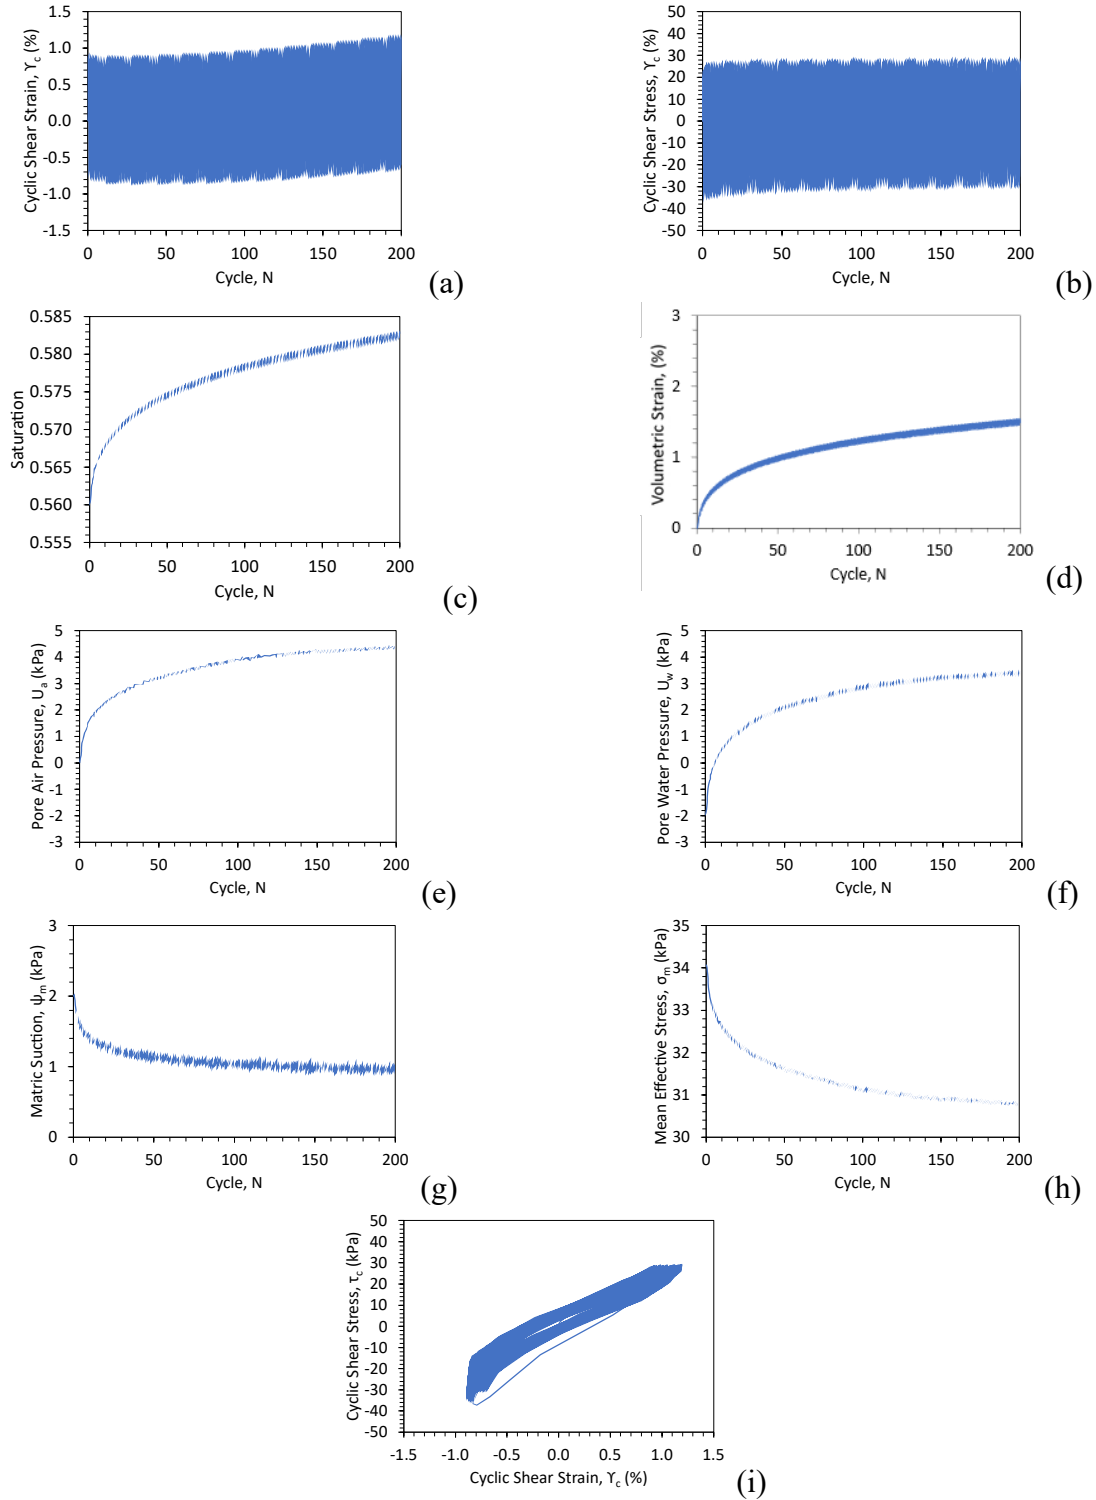 1.5
1.0
0.5
0.0
-0.5
-1.0
-1.5
Cyclic Shear Strain, ϒc (%)
0 50 100 150 200
Cycle, N
(a)
50
40
30
20
10
0
-10
-20
-30
-40
-50
Cyclic Shear Stress, ϒc (%)
0 50 100 150 200
Cycle, N
(b)
0.585
0.580
0.575
0.570
0.565
0.560
0.555
Saturation
0 50 100 150 200
Cycle, N
(c)
3
2
1
0
Volumetric Strain, (%)
0 50 100 150 200
Cycle, N
(d)
5
4
3
2
1
0
-1
-2
-3
Pore Air Pressure, Ua (kPa)
0 50 100 150 200
Cycle, N
(e)
5
4
3
2
1
0
-1
-2
-3
Pore Water Pressure, Uw (kPa)
0 50 100 150 200
Cycle, N
(f)
3
2
1
0
Matric Suction, ψm (kPa)
0 50 100 150 200
Cycle, N
(g)
35
34
33
32
31
30
Mean Effective Stress, σm (kPa)
0 50 100 150 200
Cycle, N
(h)
50
40
30
20
10
0
-10
-20
-30
-40
-50
Cyclic Shear Stress, τc (kPa)
-1.5 -1.0 -0.5 0.0 0.5 1.0 1.5
Cyclic Shear Strain, ϒc (%)
(i)